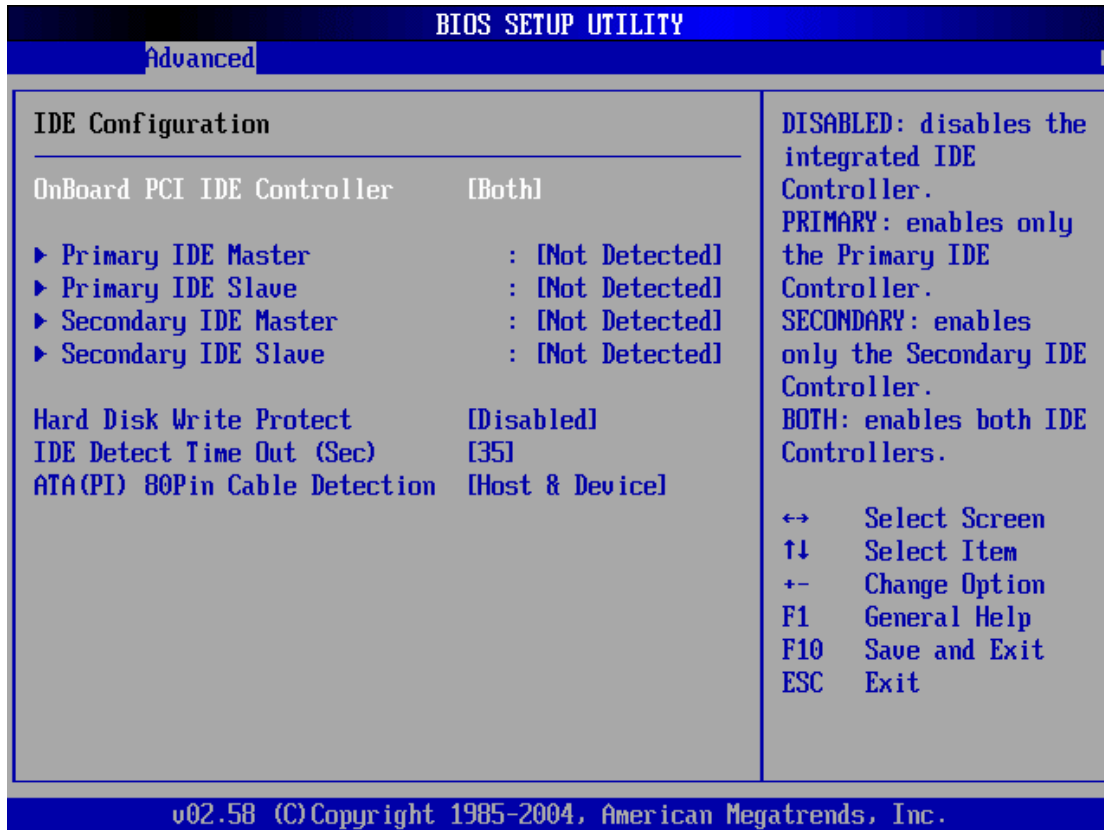 BIOS SETUP UTILITY
Advanced
IDE Configuration
OnBoard PCI IDE Controller [Both]
▶ Primary IDE Master : [Not Detected]
▶ Primary IDE Slave : [Not Detected]
▶ Secondary IDE Master : [Not Detected]
▶ Secondary IDE Slave : [Not Detected]
Hard Disk Write Protect [Disabled]
IDE Detect Time Out (Sec) [35]
ATA(PI) 80Pin Cable Detection [Host & Device]
DISABLED: disables the
integrated IDE
Controller.
PRIMARY: enables only
the Primary IDE
Controller.
SECONDARY: enables
only the Secondary IDE
Controller.
BOTH: enables both IDE
Controllers.
↔ Select Screen
↑↓ Select Item
+- Change Option
F1 General Help
F10 Save and Exit
ESC Exit
v02.58 (C)Copyright 1985-2004, American Megatrends, Inc.